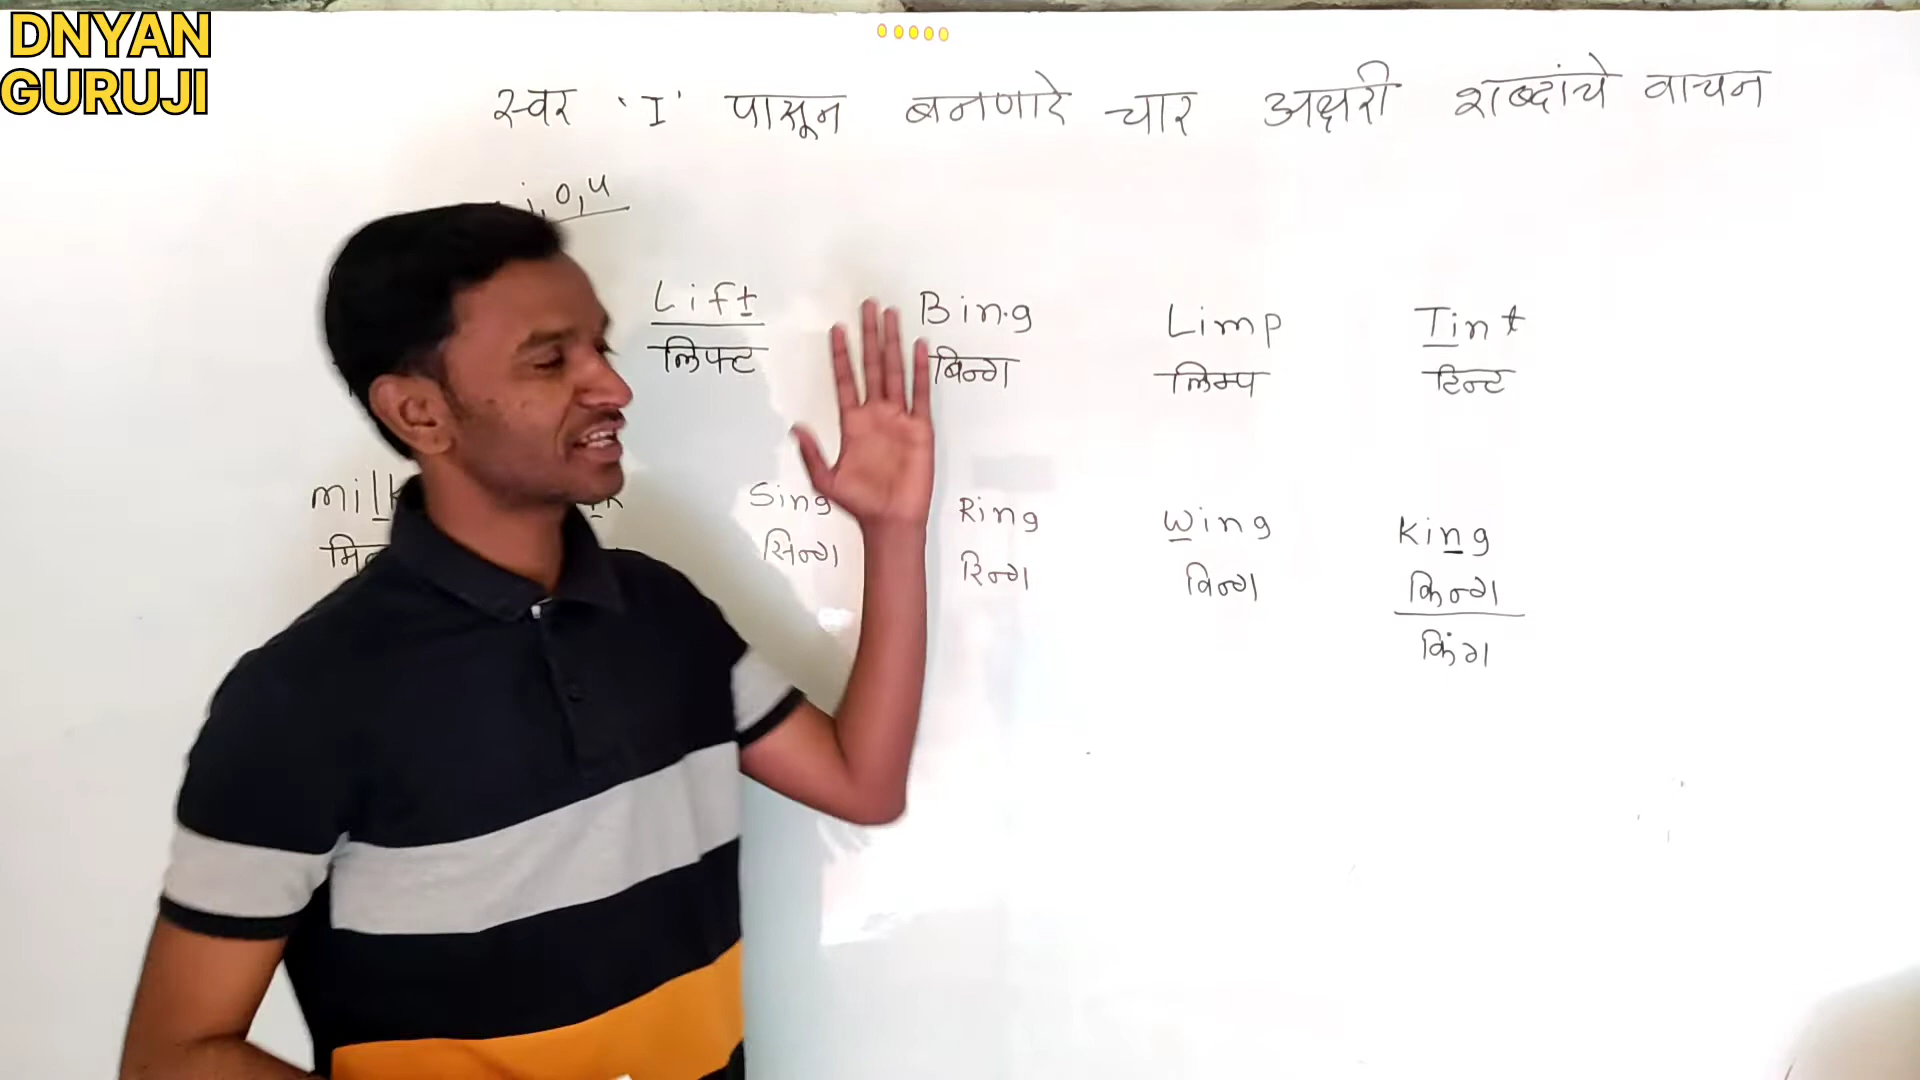 DNYAN
GURUJI
स्वर 'I' पासून बनणारे चार अक्षरी शब्दांचे वाचन
i, o, u
Lift Bing Limp Tint
लिफ्ट बिन्ग लिम्प टिन्ट
milk Sing Ring Wing King
सिन्ग रिन्ग विन्ग किन्ग
किंग